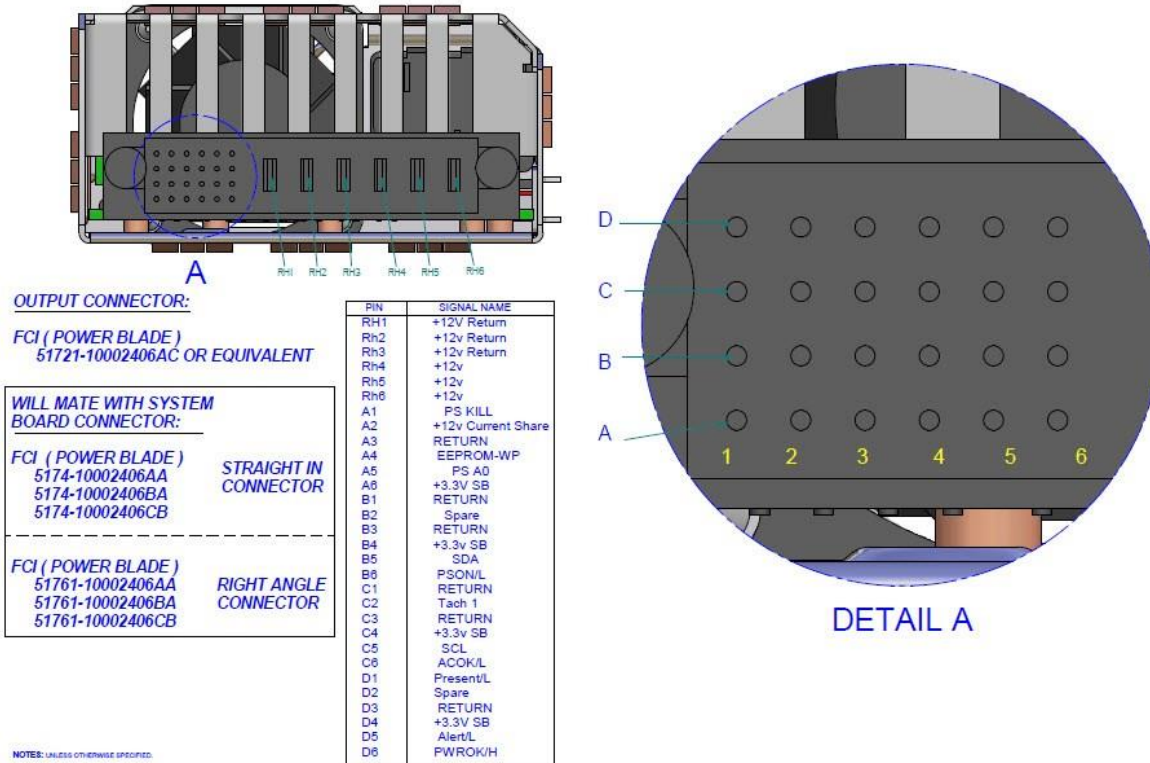 RH1 RH2 RH3 RH4 RH5 RH6
A
OUTPUT CONNECTOR:
FCI ( POWER BLADE )
51721-10002406AC OR EQUIVALENT
WILL MATE WITH SYSTEM
BOARD CONNECTOR:
FCI ( POWER BLADE )
5174-10002406AA
5174-10002406BA
5174-10002406CB
STRAIGHT IN
CONNECTOR
FCI ( POWER BLADE )
51761-10002406AA
51761-10002406BA
51761-10002406CB
RIGHT ANGLE
CONNECTOR
NOTES: UNLESS OTHERWISE SPECIFIED.
PIN SIGNAL NAME
RH1 +12V Return
Rh2 +12v Return
Rh3 +12v Return
Rh4 +12v
Rh5 +12v
Rh6 +12v
A1 PS KILL
A2 +12v Current Share
A3 RETURN
A4 EEPROM-WP
A5 PS A0
A6 +3.3V SB
B1 RETURN
B2 Spare
B3 RETURN
B4 +3.3v SB
B5 SDA
B6 PSON/L
C1 RETURN
C2 Tach 1
C3 RETURN
C4 +3.3v SB
C5 SCL
C6 ACOK/L
D1 Present/L
D2 Spare
D3 RETURN
D4 +3.3V SB
D5 Alert/L
D6 PWROK/H
D
C
B
A
1 2 3 4 5 6
DETAIL A